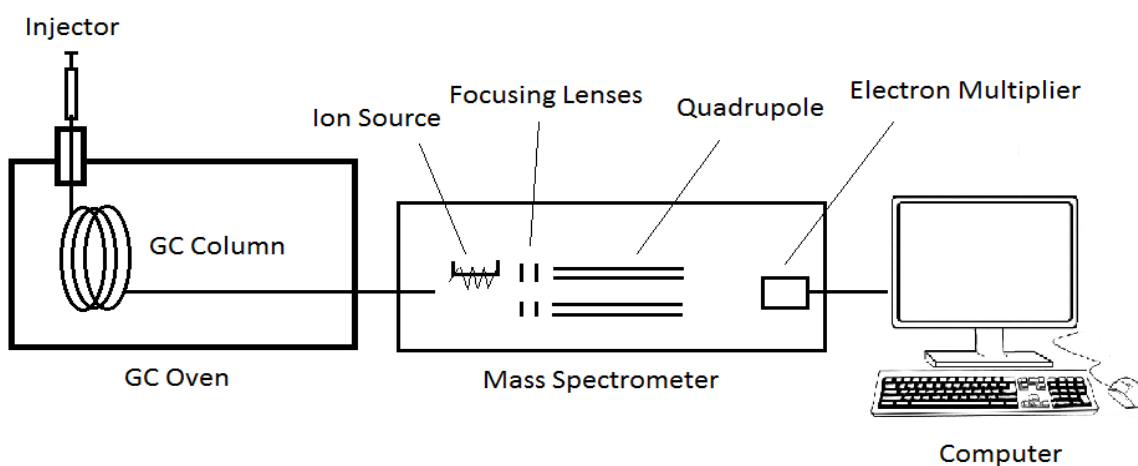 Injector
Ion Source
Focusing Lenses
Quadrupole
Electron Multiplier
GC Column
GC Oven
Mass Spectrometer
Computer